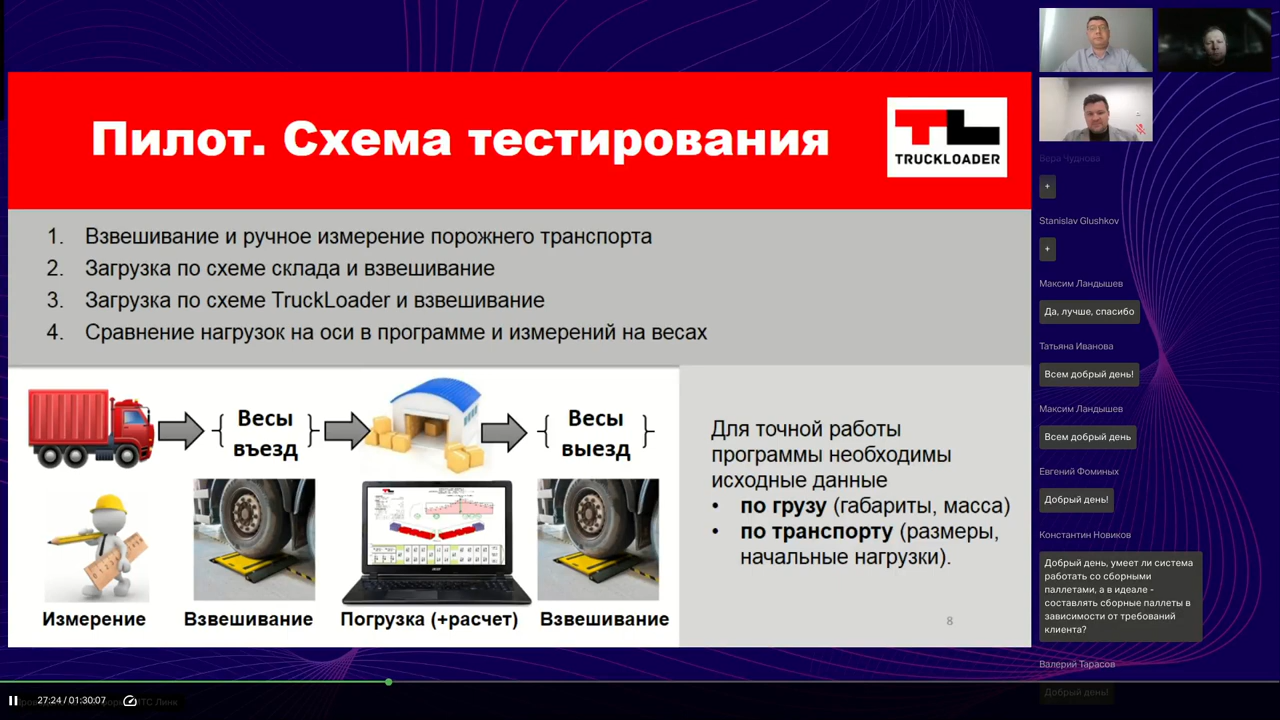 Пилот. Схема тестирования
TRUCKLOADER
1. Взвешивание и ручное измерение порожнего транспорта
2. Загрузка по схеме склада и взвешивание
3. Загрузка по схеме TruckLoader и взвешивание
4. Сравнение нагрузок на оси в программе и измерений на весах
Весы
въезд
Весы
выезд
Измерение
Взвешивание
Погрузка (+расчет)
Взвешивание
Для точной работы
программы необходимы
исходные данные
• по грузу (габариты, масса)
• по транспорту (размеры,
начальные нагрузки).
8
Вера Чуднова
+
Stanislav Glushkov
+
Максим Ландышев
Да, лучше, спасибо
Татьяна Иванова
Всем добрый день!
Максим Ландышев
Всем добрый день
Евгений Фоминых
Добрый день!
Константин Новиков
Добрый день, умеет ли система
работать со сборными
паллетами, а в идеале -
составлять сборные паллеты в
зависимости от требований
клиента?
Валерий Тарасов
Добрый день!
27:24 / 01:30:07